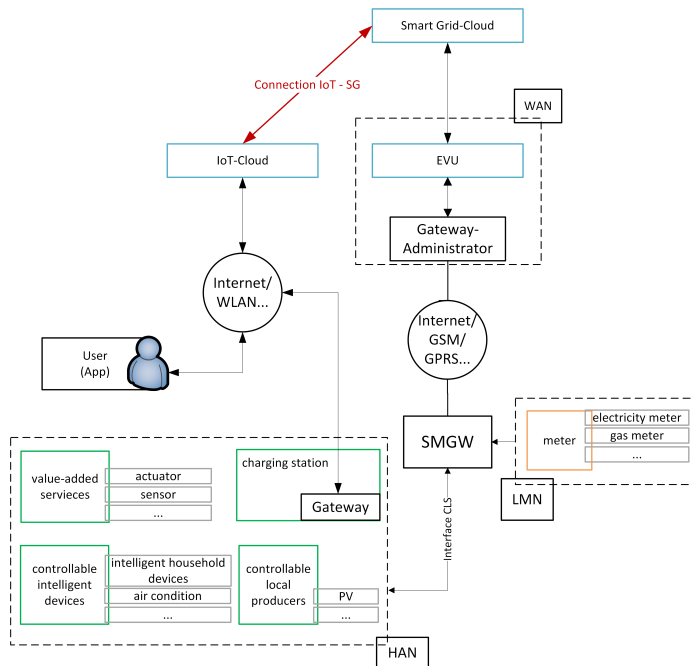 Smart Grid-Cloud
Connection IoT - SG
WAN
IoT-Cloud
EVU
Gateway-
Administrator
Internet/
WLAN...
Internet/
GSM/
GPRS...
User
(App)
SMGW
meter
electricity meter
gas meter
...
LMN
Interface CLS
value-added
servieces
actuator
sensor
...
charging station
Gateway
controllable
intelligent
devices
intelligent household
devices
air condition
...
controllable
local
producers
PV
...
HAN